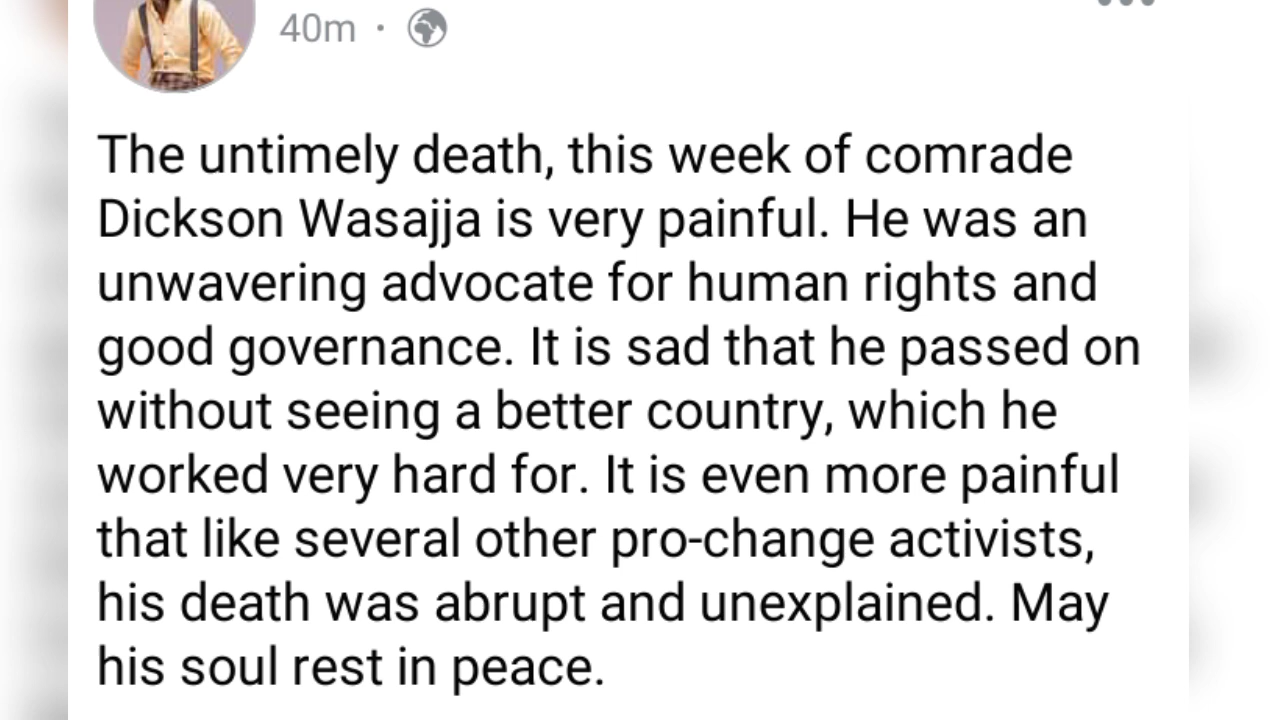 40m ·
The untimely death, this week of comrade
Dickson Wasajja is very painful. He was an
unwavering advocate for human rights and
good governance. It is sad that he passed on
without seeing a better country, which he
worked very hard for. It is even more painful
that like several other pro-change activists,
his death was abrupt and unexplained. May
his soul rest in peace.